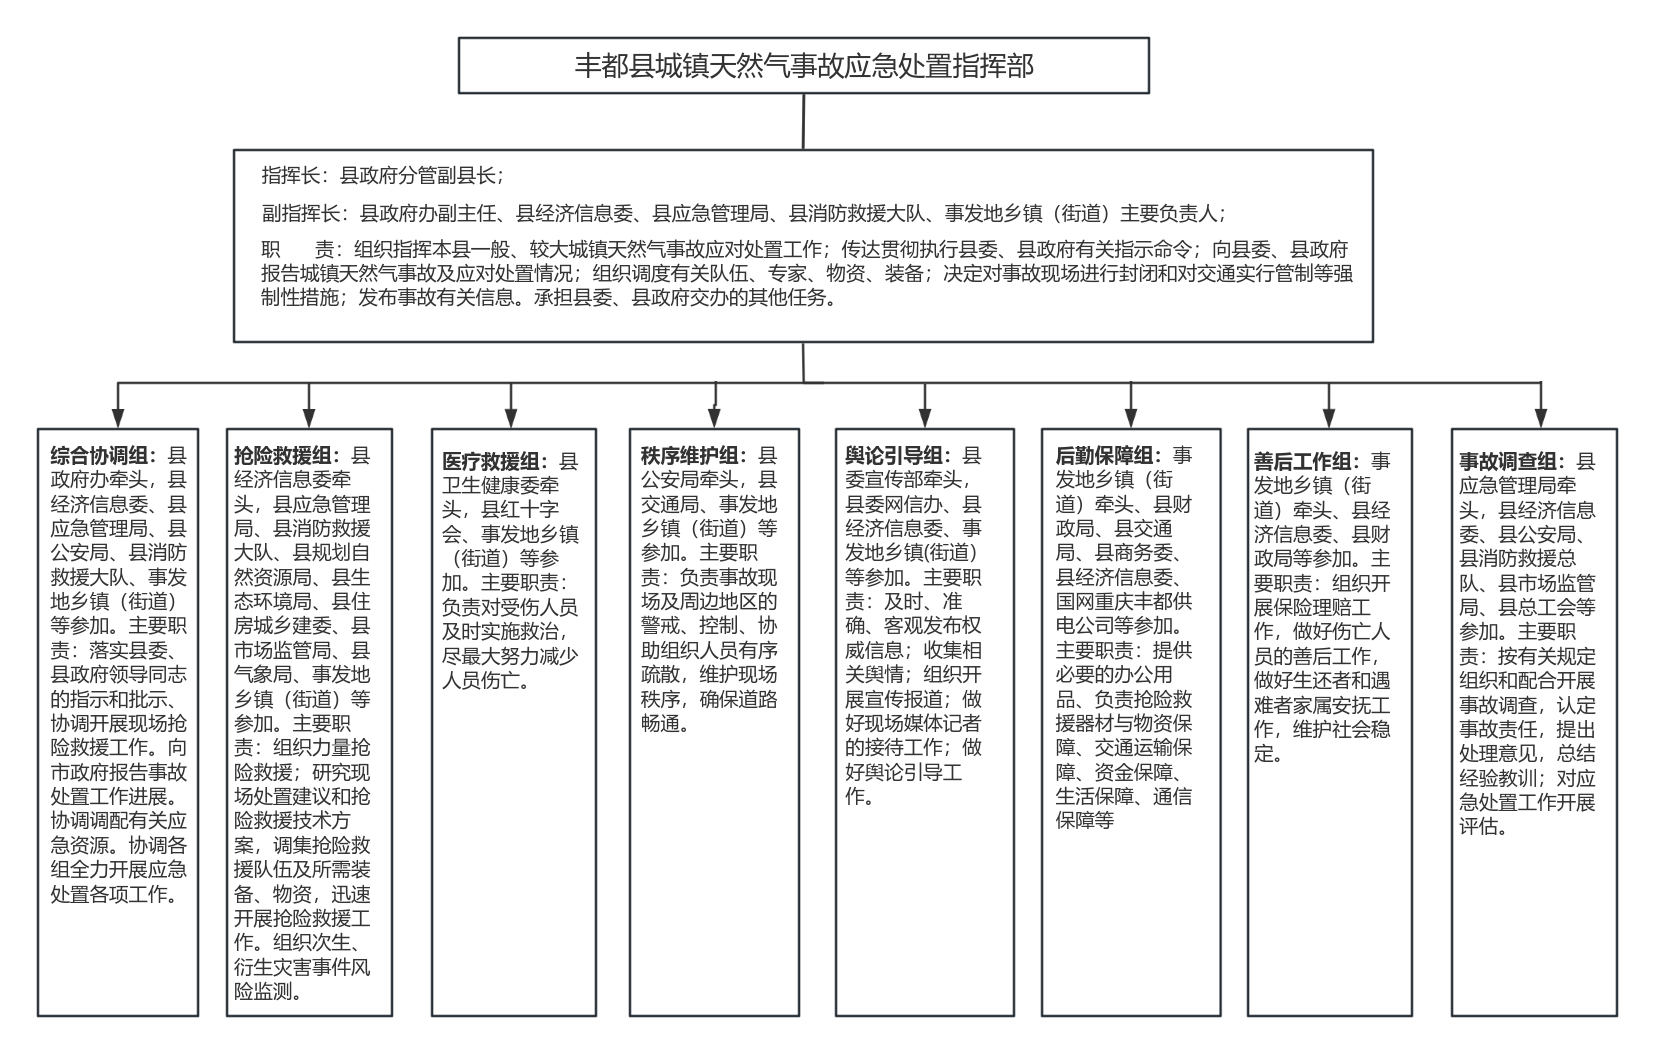 丰都县城镇天然气事故应急处置指挥部
指挥长：县政府分管副县长；
副指挥长：县政府办副主任、县经济信息委、县应急管理局、县消防救援大队、事发地乡镇（街道）主要负责人；
职　　责：组织指挥本县一般、较大城镇天然气事故应对处置工作；传达贯彻执行县委、县政府有关指示命令；向县委、县政府
报告城镇天然气事故及应对处置情况；组织调度有关队伍、专家、物资、装备；决定对事故现场进行封闭和对交通实行管制等强
制性措施；发布事故有关信息。承担县委、县政府交办的其他任务。
综合协调组：县
政府办牵头，县
经济信息委、县
应急管理局、县
公安局、县消防
救援大队、事发
地乡镇（街道）
等参加。主要职
责：落实县委、
县政府领导同志
的指示和批示、
协调开展现场抢
险救援工作。向
市政府报告事故
处置工作进展。
协调调配有关应
急资源。协调各
组全力开展应急
处置各项工作。
抢险救援组：县
经济信息委牵
头，县应急管理
局、县消防救援
大队、县规划自
然资源局、县生
态环境局、县住
房城乡建委、县
市场监管局、县
气象局、事发地
乡镇（街道）等
参加。主要职
责：组织力量抢
险救援；研究现
场处置建议和抢
险救援技术方
案，调集抢险救
援队伍及所需装
备、物资，迅速
开展抢险救援工
作。组织次生、
衍生灾害事件风
险监测。
医疗救援组：县
卫生健康委牵
头，县红十字
会、事发地乡镇
（街道）等参
加。主要职责：
负责对受伤人员
及时实施救治，
尽最大努力减少
人员伤亡。
秩序维护组：县
公安局牵头，县
交通局、事发地
乡镇（街道）等
参加。主要职
责：负责事故现
场及周边地区的
警戒、控制、协
助组织人员有序
疏散，维护现场
秩序，确保道路
畅通。
舆论引导组：县
委宣传部牵头，
县委网信办、县
经济信息委、事
发地乡镇(街道）
等参加。主要职
责：及时、准
确、客观发布权
威信息；收集相
关舆情；组织开
展宣传报道；做
好现场媒体记者
的接待工作；做
好舆论引导工
作。
后勤保障组：事
发地乡镇（街
道）牵头、县财
政局、县交通
局、县商务委、
县经济信息委、
国网重庆丰都供
电公司等参加。
主要职责：提供
必要的办公用
品、负责抢险救
援器材与物资保
障、交通运输保
障、资金保障、
生活保障、通信
保障等
善后工作组：事
发地乡镇（街
道）牵头、县经
济信息委、县财
政局等参加。主
要职责：组织开
展保险理赔工
作，做好伤亡人
员的善后工作，
做好生还者和遇
难者家属安抚工
作，维护社会稳
定。
事故调查组：县
应急管理局牵
头，县经济信息
委、县公安局、
县消防救援总
队、县市场监管
局、县总工会等
参加。主要职
责：按有关规定
组织和配合开展
事故调查，认定
事故责任，提出
处理意见，总结
经验教训；对应
急处置工作开展
评估。